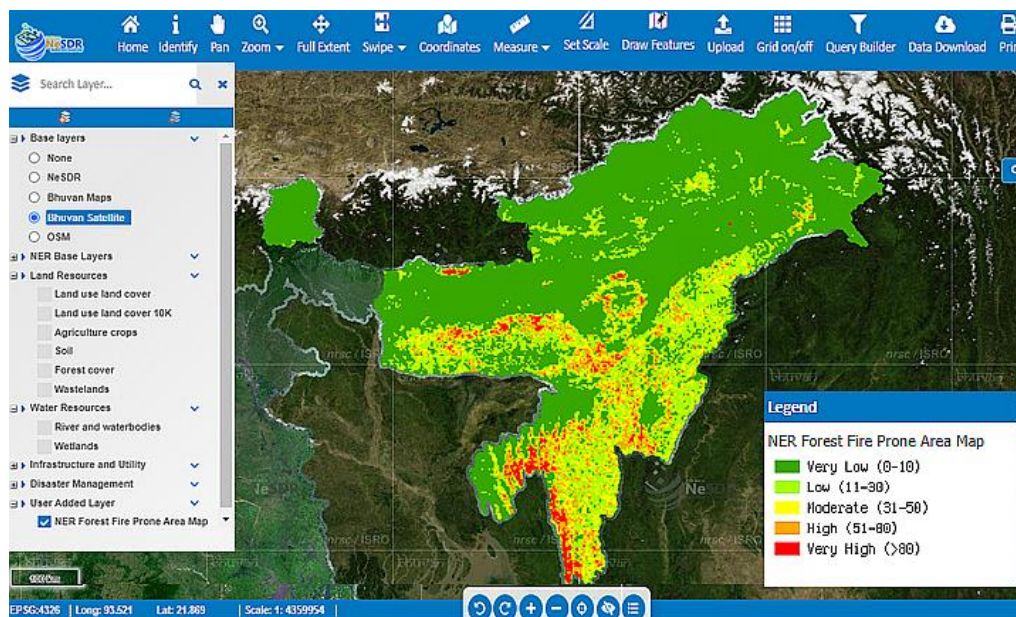 NeSDR
Home Identify Pan Zoom Full Extent Swipe Coordinates Measure Set Scale Draw Features Upload Grid on/off Query Builder Data Download
Search Layer...
Base layers
None
NeSDR
Bhuvan Maps
Bhuvan Satellite
OSM
NER Base Layers
Land Resources
Land use land cover
Land use land cover 10K
Agriculture crops
Soil
Forest cover
Wastelands
Water Resources
River and waterbodies
Wetlands
Infrastructure and Utility
Disaster Management
User Added Layer
NER Forest Fire Prone Area Map
nrsc / ISRO
nrsc / ISRO
nrsc / ISRO
Legend
NER Forest Fire Prone Area Map
Very Low (0-10)
Low (11-30)
Moderate (31-50)
High (51-80)
Very High (>80)
NeSDR
nrsc / ISRO
nrsc / ISRO
EPSG:4326 | Long: 93.521 Lat: 21.869 | Scale: 1: 4359954 |